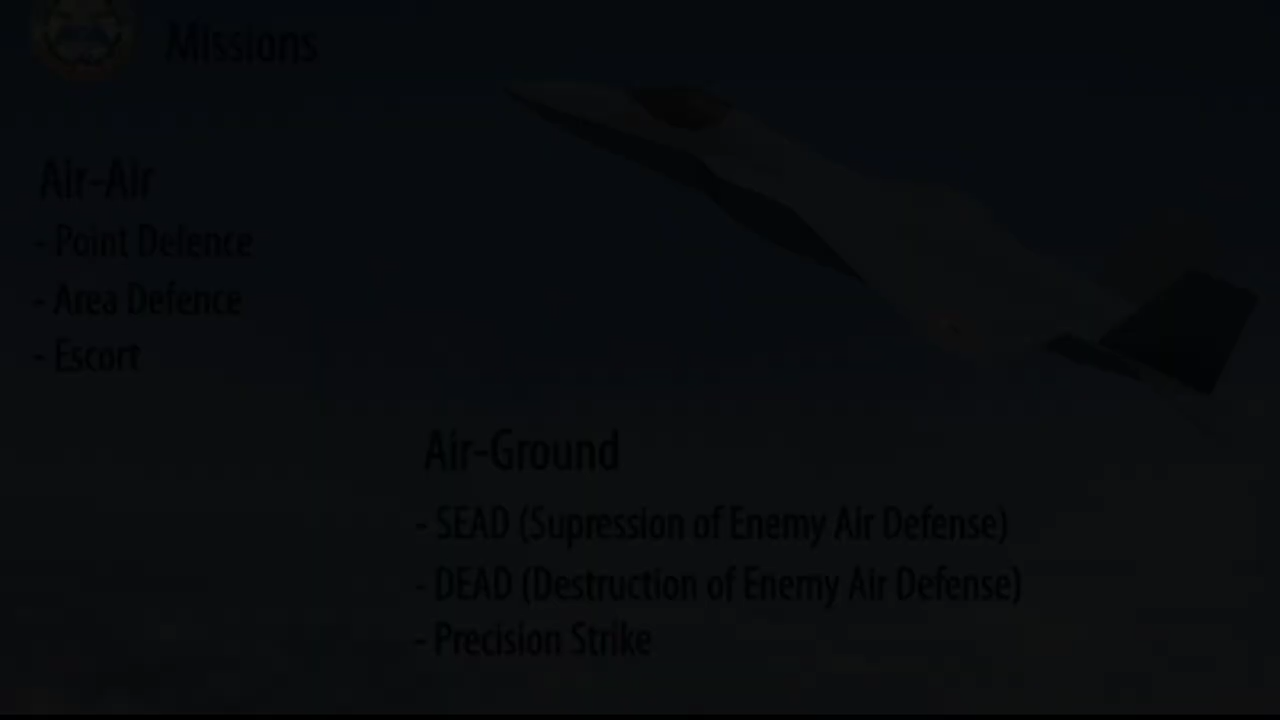 Missions
Air-Air
- Point Defence
- Area Defence
- Escort
Air-Ground
- SEAD (Supression of Enemy Air Defense)
- DEAD (Destruction of Enemy Air Defense)
- Precision Strike